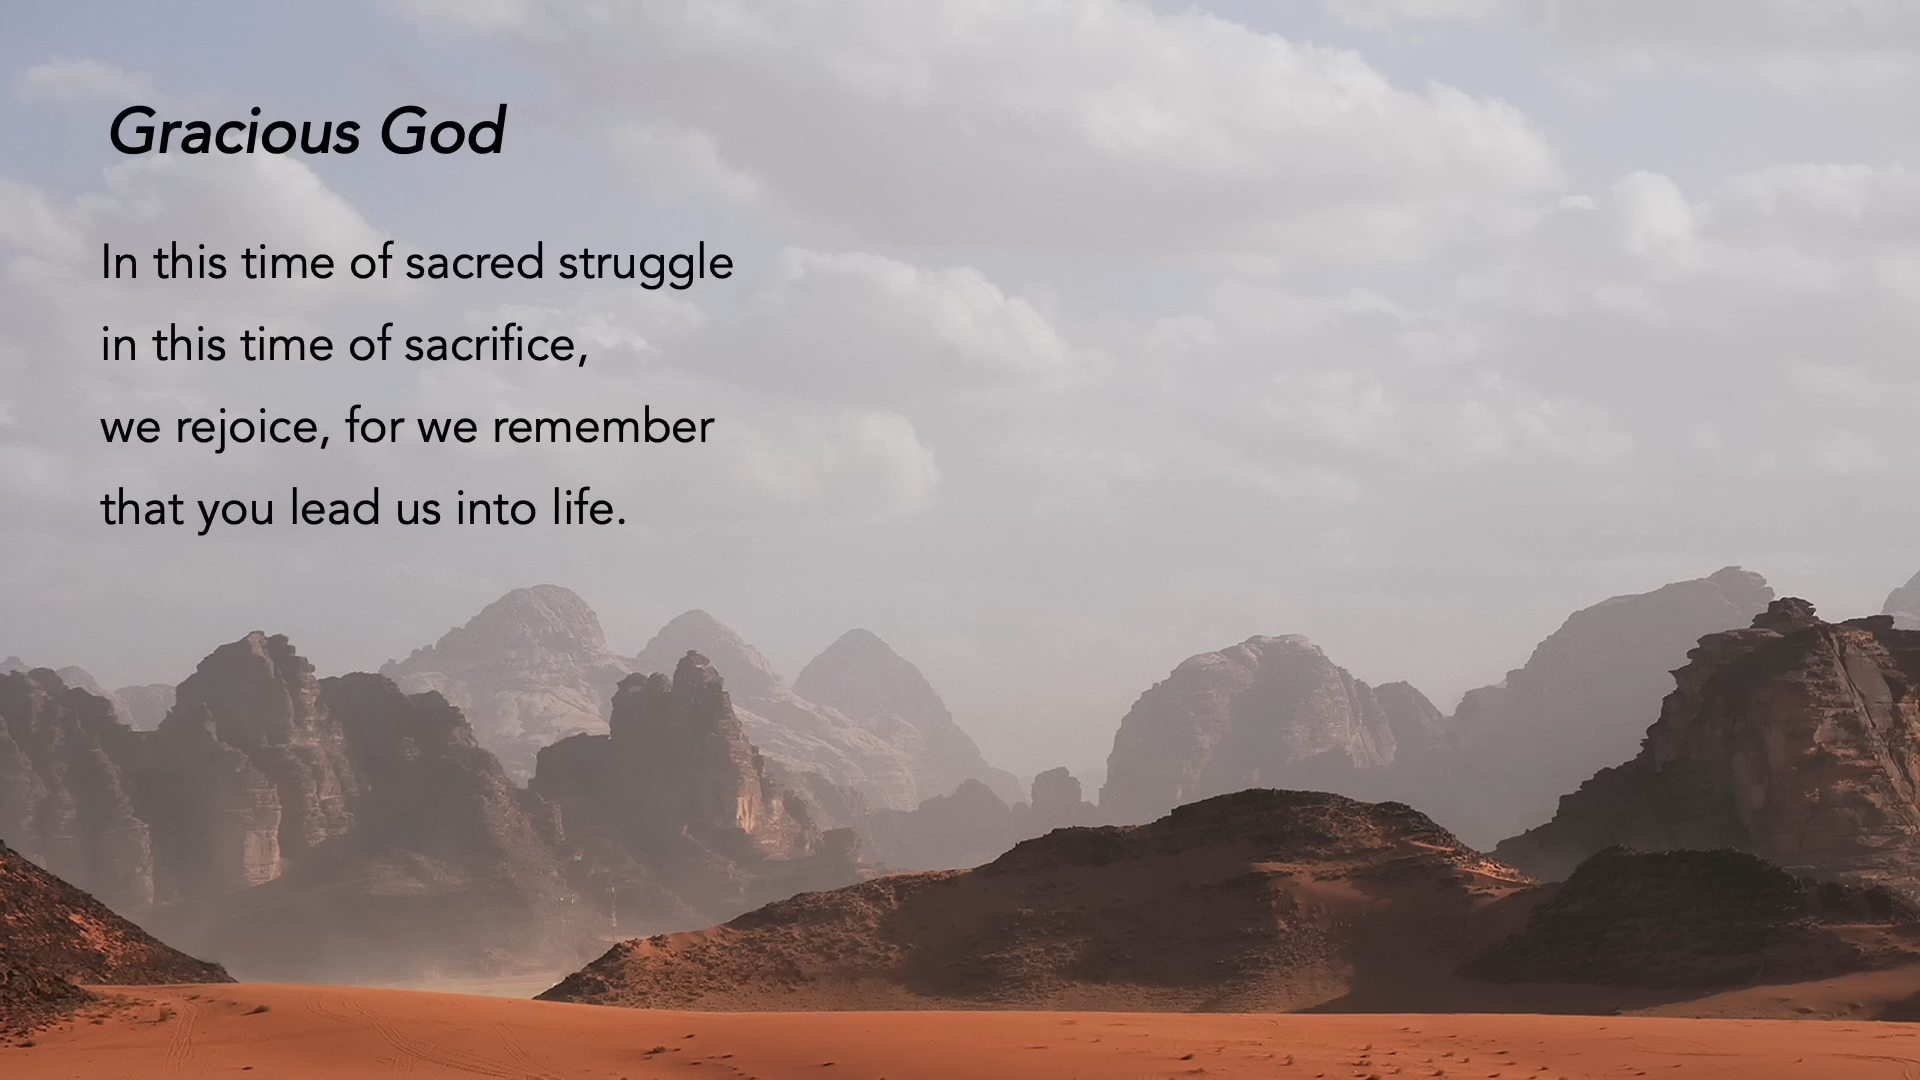 Gracious God
In this time of sacred struggle
in this time of sacrifice,
we rejoice, for we remember
that you lead us into life.